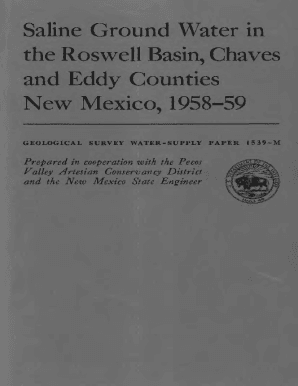 Saline Ground Water in
the Roswell Basin, Chaves
and Eddy Counties
New Mexico, 1958–59
GEOLOGICAL SURVEY WATER-SUPPLY PAPER 1539-M
Prepared in cooperation with the Pecos
Valley Artesian Conservancy District
and the New Mexico State Engineer